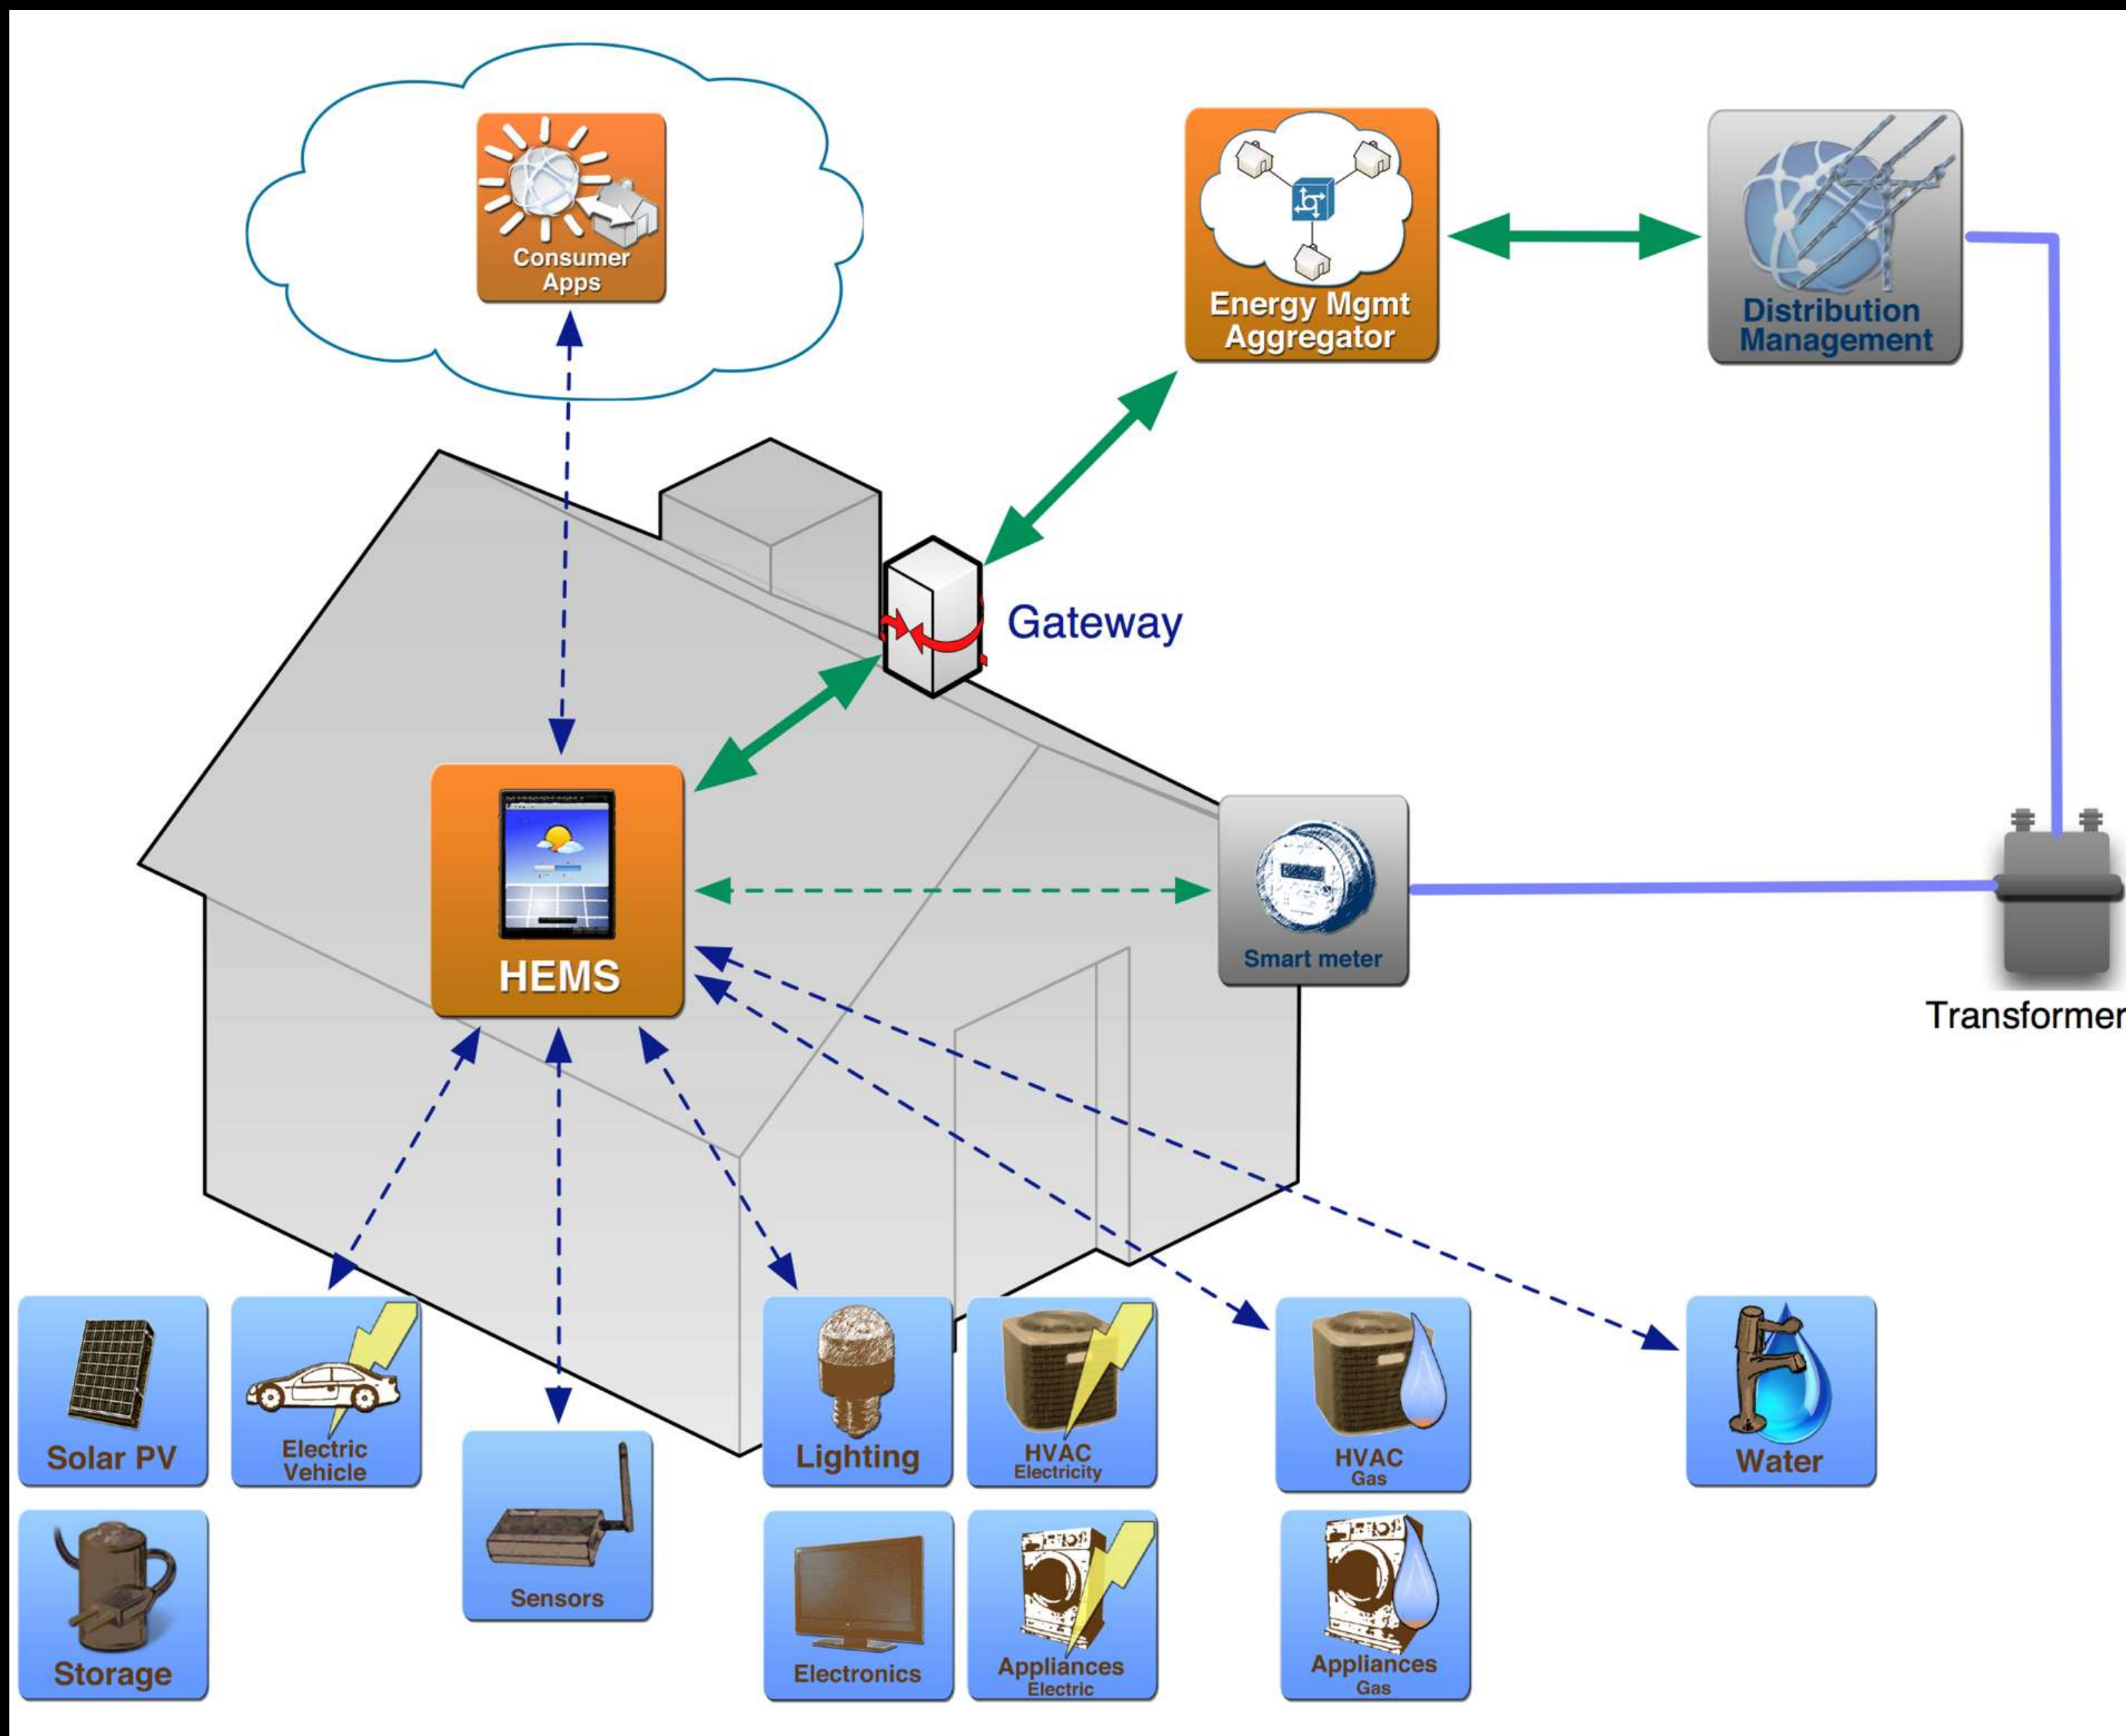 Consumer
Apps
Energy Mgmt
Aggregator
Distribution
Management
Gateway
HEMS
Smart meter
Transformer
Solar PV
Electric
Vehicle
Lighting
HVAC
Electricity
HVAC
Gas
Water
Storage
Sensors
Electronics
Appliances
Electric
Appliances
Gas